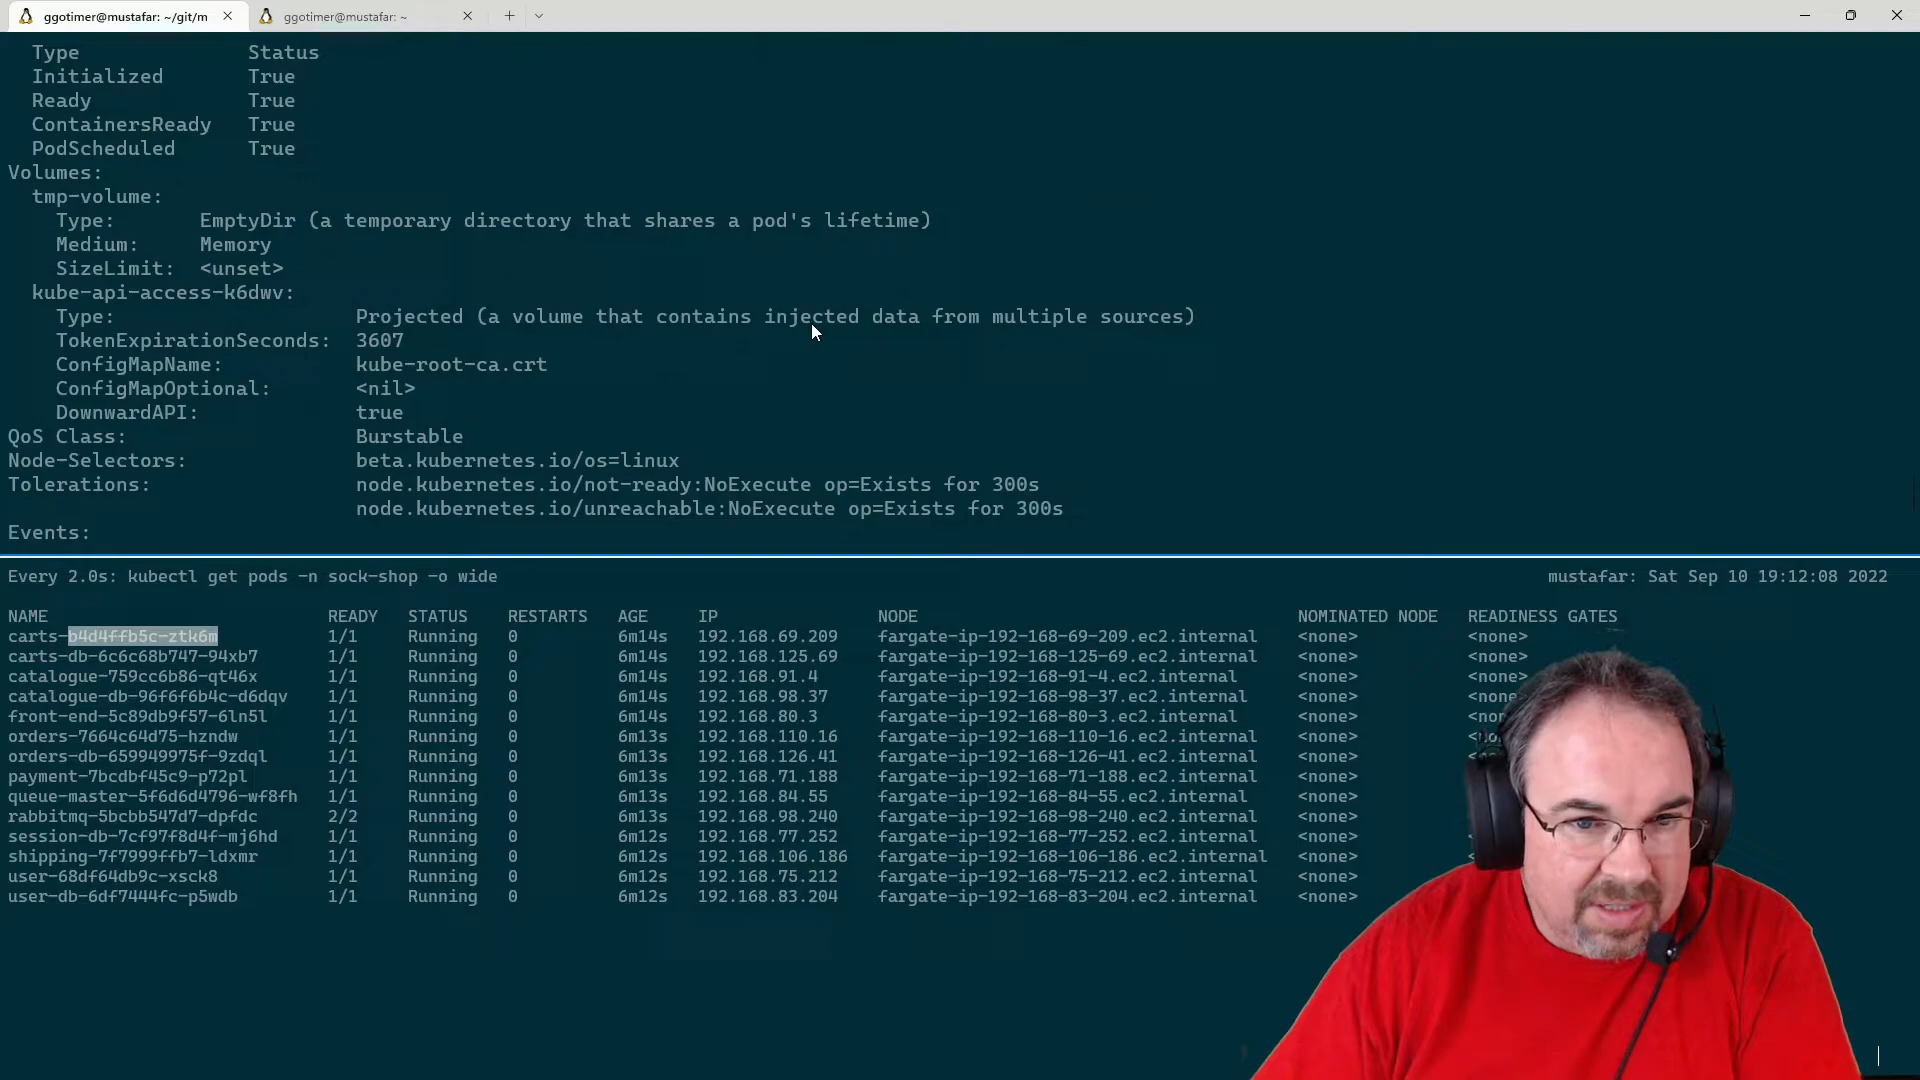 ggotimer@mustafar: ~/git/m
ggotimer@mustafar: ~
Type Status
Initialized True
Ready True
ContainersReady True
PodScheduled True
Volumes:
tmp-volume:
Type: EmptyDir (a temporary directory that shares a pod's lifetime)
Medium: Memory
SizeLimit: <unset>
kube-api-access-k6dwv:
Type: Projected (a volume that contains injected data from multiple sources)
TokenExpirationSeconds: 3607
ConfigMapName: kube-root-ca.crt
ConfigMapOptional: <nil>
DownwardAPI: true
QoS Class: Burstable
Node-Selectors: beta.kubernetes.io/os=linux
Tolerations: node.kubernetes.io/not-ready:NoExecute op=Exists for 300s
node.kubernetes.io/unreachable:NoExecute op=Exists for 300s
Events:
Every 2.0s: kubectl get pods -n sock-shop -o wide mustafar: Sat Sep 10 19:12:08 2022
NAME READY STATUS RESTARTS AGE IP NODE NOMINATED NODE READINESS GATES
carts-b4d4ffb5c-ztk6m 1/1 Running 0 6m14s 192.168.69.209 fargate-ip-192-168-69-209.ec2.internal <none> <none>
carts-db-6c6c68b747-94xb7 1/1 Running 0 6m14s 192.168.125.69 fargate-ip-192-168-125-69.ec2.internal <none> <none>
catalogue-759cc6b86-qt46x 1/1 Running 0 6m14s 192.168.91.4 fargate-ip-192-168-91-4.ec2.internal <none> <none>
catalogue-db-96f6f6b4c-d6dqv 1/1 Running 0 6m14s 192.168.98.37 fargate-ip-192-168-98-37.ec2.internal <none> <none
front-end-5c89db9f57-6ln5l 1/1 Running 0 6m14s 192.168.80.3 fargate-ip-192-168-80-3.ec2.internal <none>
orders-7664c64d75-hzndw 1/1 Running 0 6m13s 192.168.110.16 fargate-ip-192-168-110-16.ec2.internal <none>
orders-db-659949975f-9zdql 1/1 Running 0 6m13s 192.168.126.41 fargate-ip-192-168-126-41.ec2.internal <none>
payment-7bcdbf45c9-p72pl 1/1 Running 0 6m13s 192.168.71.188 fargate-ip-192-168-71-188.ec2.internal <none>
queue-master-5f6d6d4796-wf8fh 1/1 Running 0 6m13s 192.168.84.55 fargate-ip-192-168-84-55.ec2.internal <none>
rabbitmq-5bcbb547d7-dpfdc 2/2 Running 0 6m13s 192.168.98.240 fargate-ip-192-168-98-240.ec2.internal <none>
session-db-7cf97f8d4f-mj6hd 1/1 Running 0 6m12s 192.168.77.252 fargate-ip-192-168-77-252.ec2.internal <none>
shipping-7f7999ffb7-ldxmr 1/1 Running 0 6m12s 192.168.106.186 fargate-ip-192-168-106-186.ec2.internal <none>
user-68df64db9c-xsck8 1/1 Running 0 6m12s 192.168.75.212 fargate-ip-192-168-75-212.ec2.internal <none>
user-db-6df7444fc-p5wdb 1/1 Running 0 6m12s 192.168.83.204 fargate-ip-192-168-83-204.ec2.internal <none>